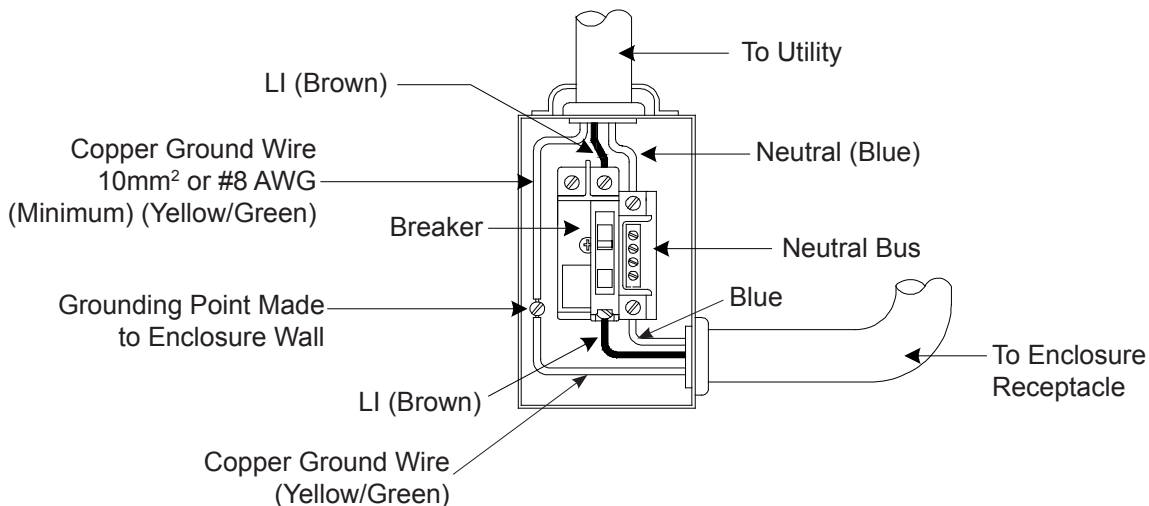 To Utility
LI (Brown)
Copper Ground Wire
10mm² or #8 AWG
(Minimum) (Yellow/Green)
Neutral (Blue)
Breaker
Neutral Bus
Grounding Point Made
to Enclosure Wall
Blue
To Enclosure
Receptacle
LI (Brown)
Copper Ground Wire
(Yellow/Green)